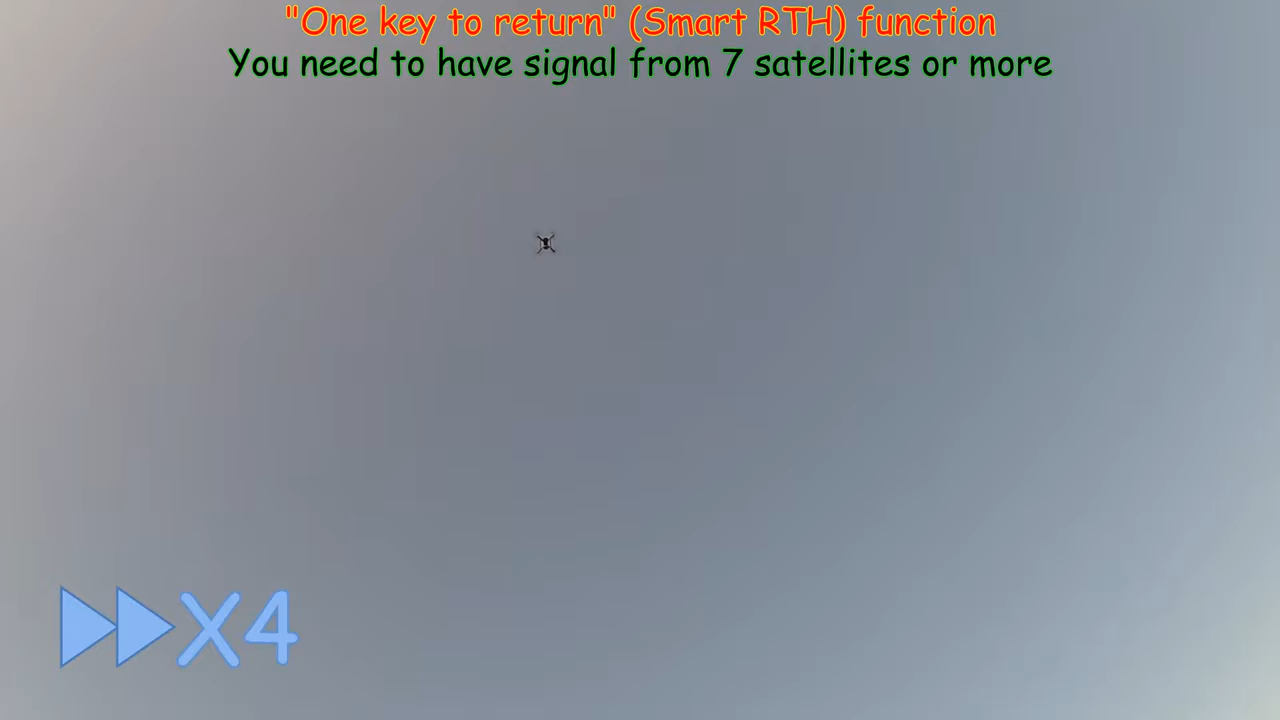 "One key to return" (Smart RTH) function
You need to have signal from 7 satellites or more
X4